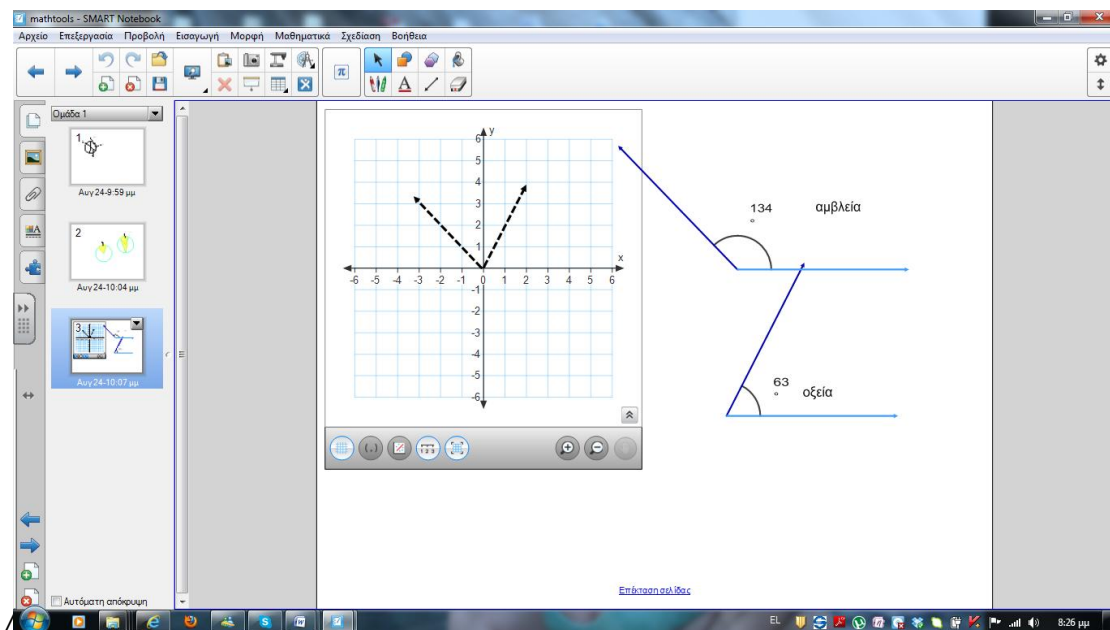 mathtools - SMART Notebook
Αρχείο Επεξεργασία Προβολή Εισαγωγή Μορφή Μαθηματικά Σχεδίαση Βοήθεια
π
A
Ομάδα 1
1
Αυγ 24-9:59 μμ
2
Αυγ 24-10:04 μμ
3
Αυγ 24-10:07 μμ
Αυτόματη απόκρυψη
y
6
5
4
3
2
1
x
-6 -5 -4 -3 -2 -1 0 1 2 3 4 5 6
-1
-2
-3
-4
-5
-6
134 αμβλεία
°
63 οξεία
°
Επέκταση σελίδας
EL 8:26 μμ